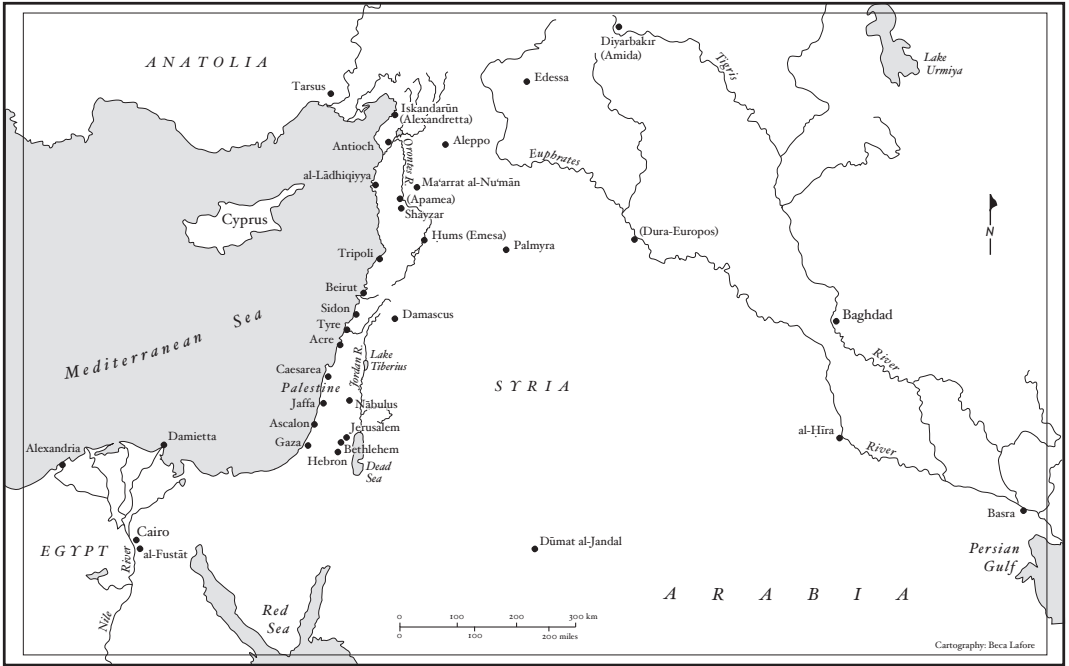 Diyarbakır
(Amida)
Tigris
Lake
Urmiya
ANATOLIA
Edessa
Tarsus
Iskandarūn
(Alexandretta)
Antioch
Orontes R.
Aleppo
Euphrates
al-Lādhiqiyya
Ma'arrat al-Nu'mān
(Apamea)
Shayzar
Cyprus
N
Hums (Emesa)
(Dura-Europos)
Palmyra
Tripoli
Beirut
Sidon
Damascus
Baghdad
Mediterranean Sea
Tyre
Acre
Jordan R.
Lake
Tiberius
River
Caesarea
Palestine
SYRIA
Jaffa
Nābulus
Ascalon
Jerusalem
al-Ḥīra
Damietta
Gaza
Bethlehem
Alexandria
Hebron
River
Dead
Sea
Basra
Cairo
Dūmat al-Jandal
EGYPT
River
al-Fustāt
Persian
Gulf
ARABIA
Nile
Red
Sea
0 100 200 300 km
0 100 200 miles
Cartography: Beca Lafore